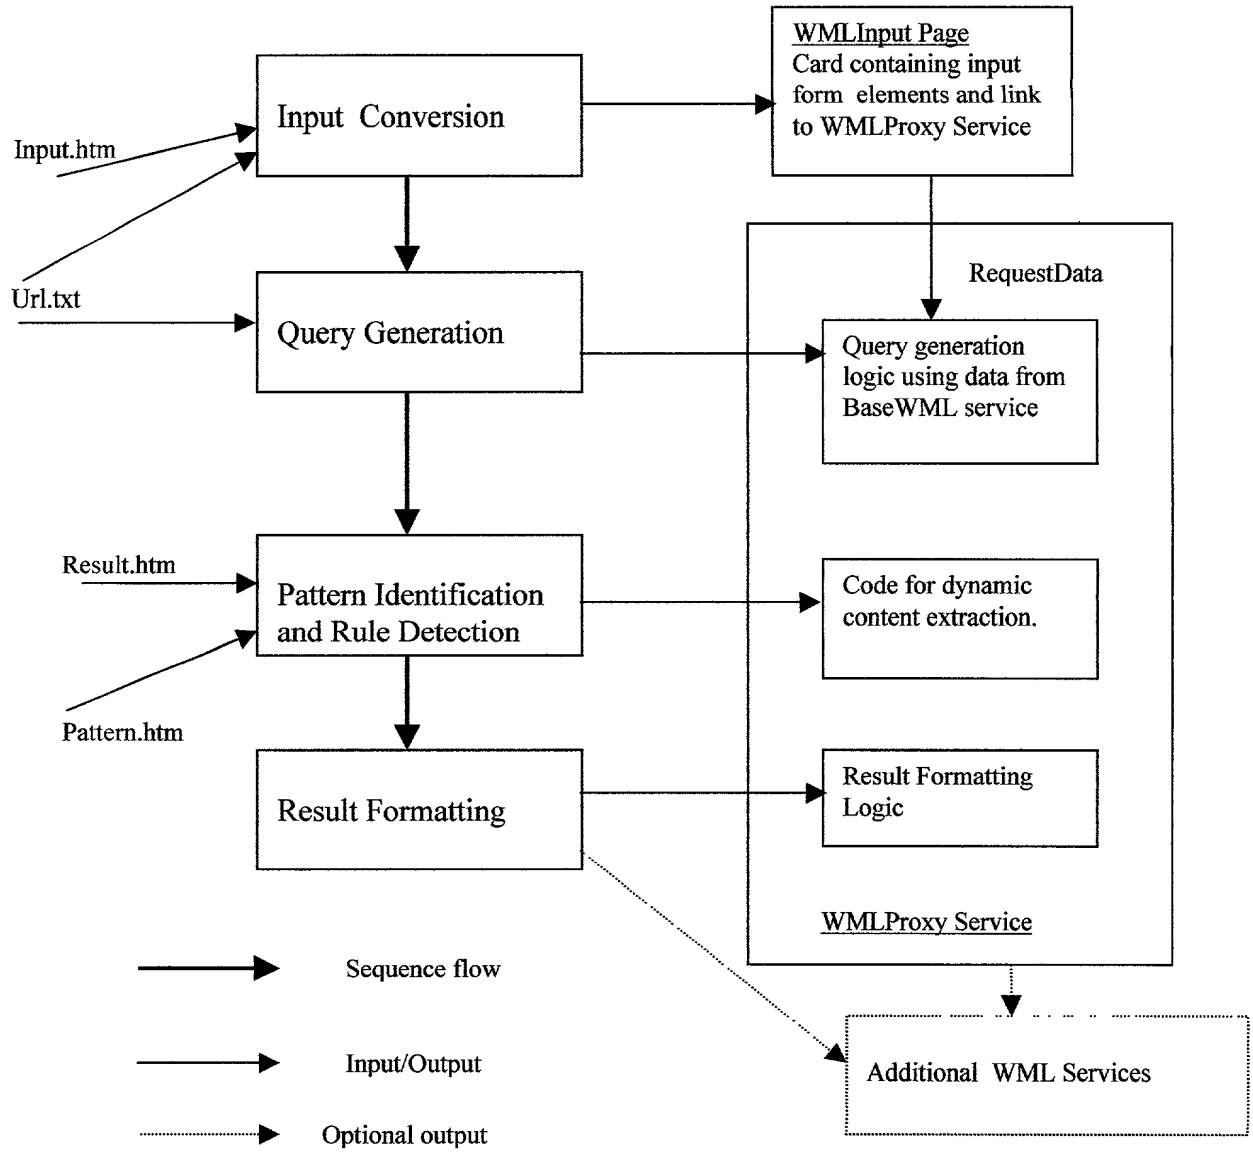 WMLInput Page
Card containing input
form elements and link
to WMLProxy Service
Input Conversion
Input.htm
RequestData
Url.txt
Query Generation
Query generation
logic using data from
BaseWML service
Result.htm
Pattern Identification
and Rule Detection
Code for dynamic
content extraction.
Pattern.htm
Result Formatting
Result Formatting
Logic
WMLProxy Service
Sequence flow
Input/Output
Additional WML Services
Optional output